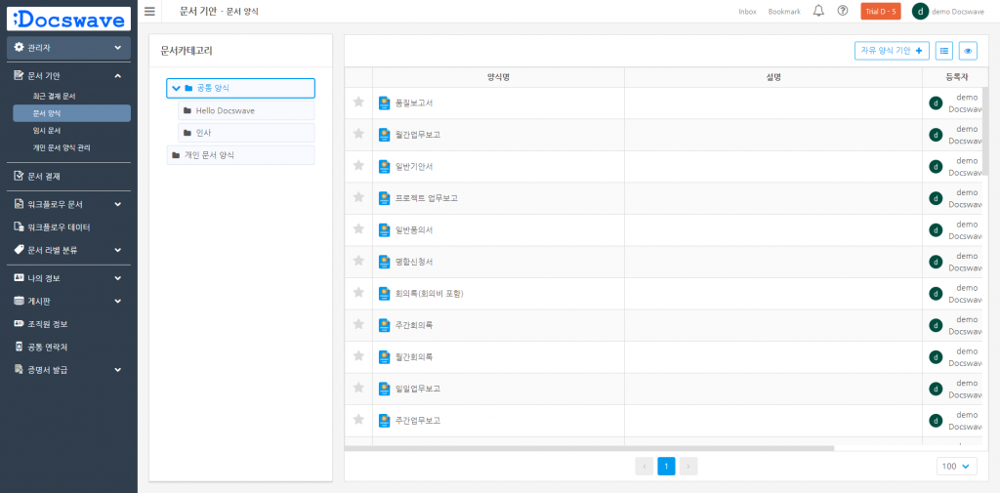 ;Docswave
관리자
문서 기안
최근 결재 문서
문서 양식
임시 문서
개인 문서 양식 관리
문서 결재
워크플로우 문서
워크플로우 데이터
문서 라벨 분류
나의 정보
게시판
조직원 정보
공통 연락처
증명서 발급
문서 기안 - 문서 양식
Inbox
Bookmark
Trial D - 5
d
demo Docswave
문서카테고리
공통 양식
Hello Docswave
인사
개인 문서 양식
자유 양식 기안 +
양식명 설명 등록자
품질보고서 d demo Docswave
월간업무보고 d demo Docswave
일반기안서 d demo Docswave
프로젝트 업무보고 d demo Docswave
일반품의서 d demo Docswave
명함신청서 d demo Docswave
회의록(회의비 포함) d demo Docswave
주간회의록 d demo Docswave
월간회의록 d demo Docswave
일일업무보고 d demo Docswave
주간업무보고 d demo Docswave
1
100